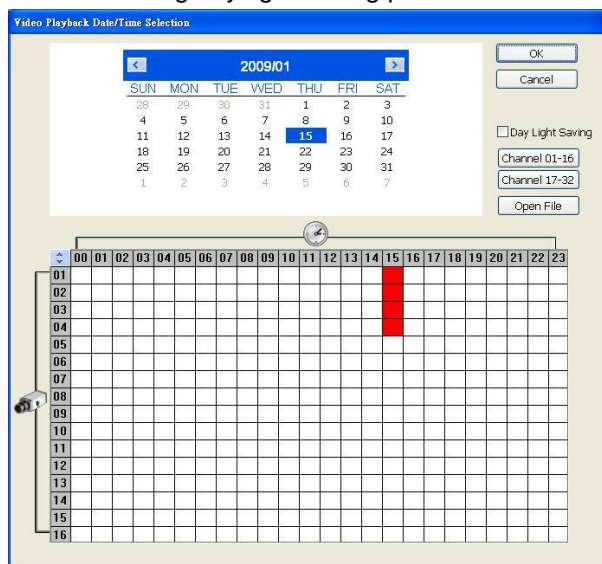 Video Playback Date/Time Selection
OK
Cancel
2009/01
SUN MON TUE WED THU FRI SAT
28 29 30 31 1 2 3
4 5 6 7 8 9 10
11 12 13 14 15 16 17
18 19 20 21 22 23 24
25 26 27 28 29 30 31
1 2 3 4 5 6 7
Day Light Saving
Channel 01-16
Channel 17-32
Open File
00 01 02 03 04 05 06 07 08 09 10 11 12 13 14 15 16 17 18 19 20 21 22 23
01
02
03
04
05
06
07
08
09
10
11
12
13
14
15
16